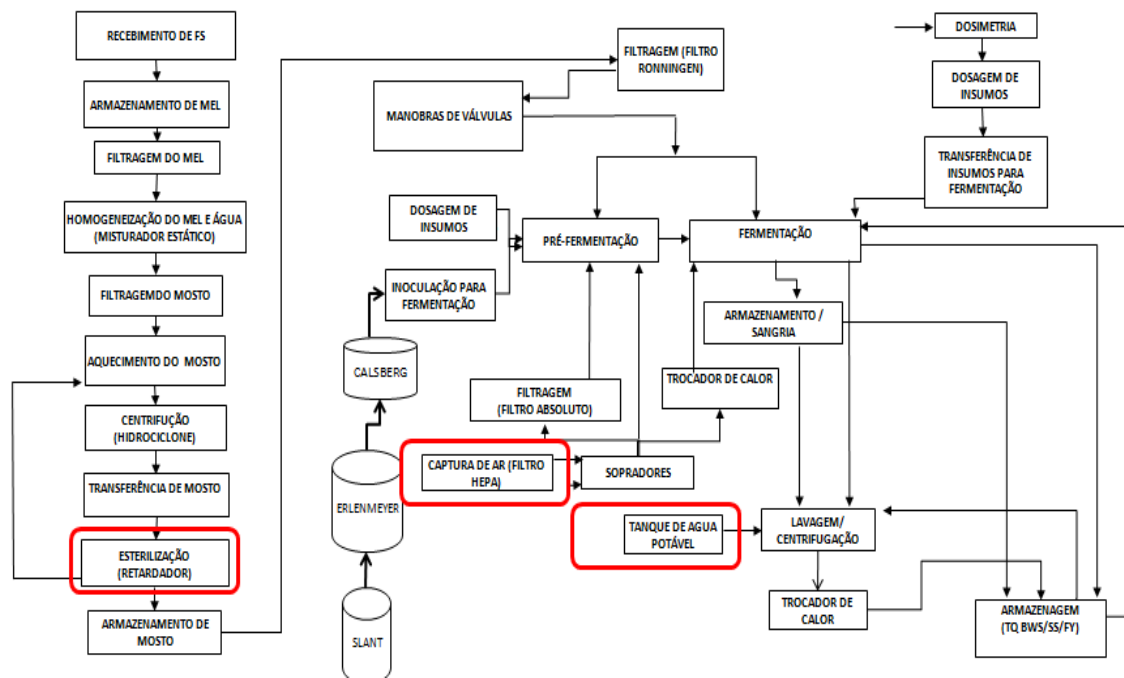 RECEBIMENTO DE FS
ARMAZENAMENTO DE MEL
FILTRAGEM DO MEL
HOMOGENEIZAÇÃO DO MEL E ÁGUA
(MISTURADOR ESTÁTICO)
FILTRAGEMDO MOSTO
AQUECIMENTO DO MOSTO
CENTRIFUÇÃO
(HIDROCICLONE)
TRANSFERÊNCIA DE MOSTO
ESTERILIZAÇÃO
(RETARDADOR)
ARMAZENAMENTO DE
MOSTO
FILTRAGEM (FILTRO
RONNINGEN)
MANOBRAS DE VÁLVULAS
DOSAGEM DE
INSUMOS
INOCULAÇÃO PARA
FERMENTAÇÃO
CALSBERG
ERLENMEYER
SLANT
PRÉ-FERMENTAÇÃO
FERMENTAÇÃO
ARMAZENAMENTO /
SANGRIA
TROCADOR DE CALOR
FILTRAGEM
(FILTRO ABSOLUTO)
CAPTURA DE AR (FILTRO
HEPA)
SOPRADORES
TANQUE DE AGUA
POTÁVEL
LAVAGEM/
CENTRIFUGAÇÃO
TROCADOR DE
CALOR
DOSIMETRIA
DOSAGEM DE
INSUMOS
TRANSFERÊNCIA DE
INSUMOS PARA
FERMENTAÇÃO
ARMAZENAGEM
(TQ BWS/SS/FY)